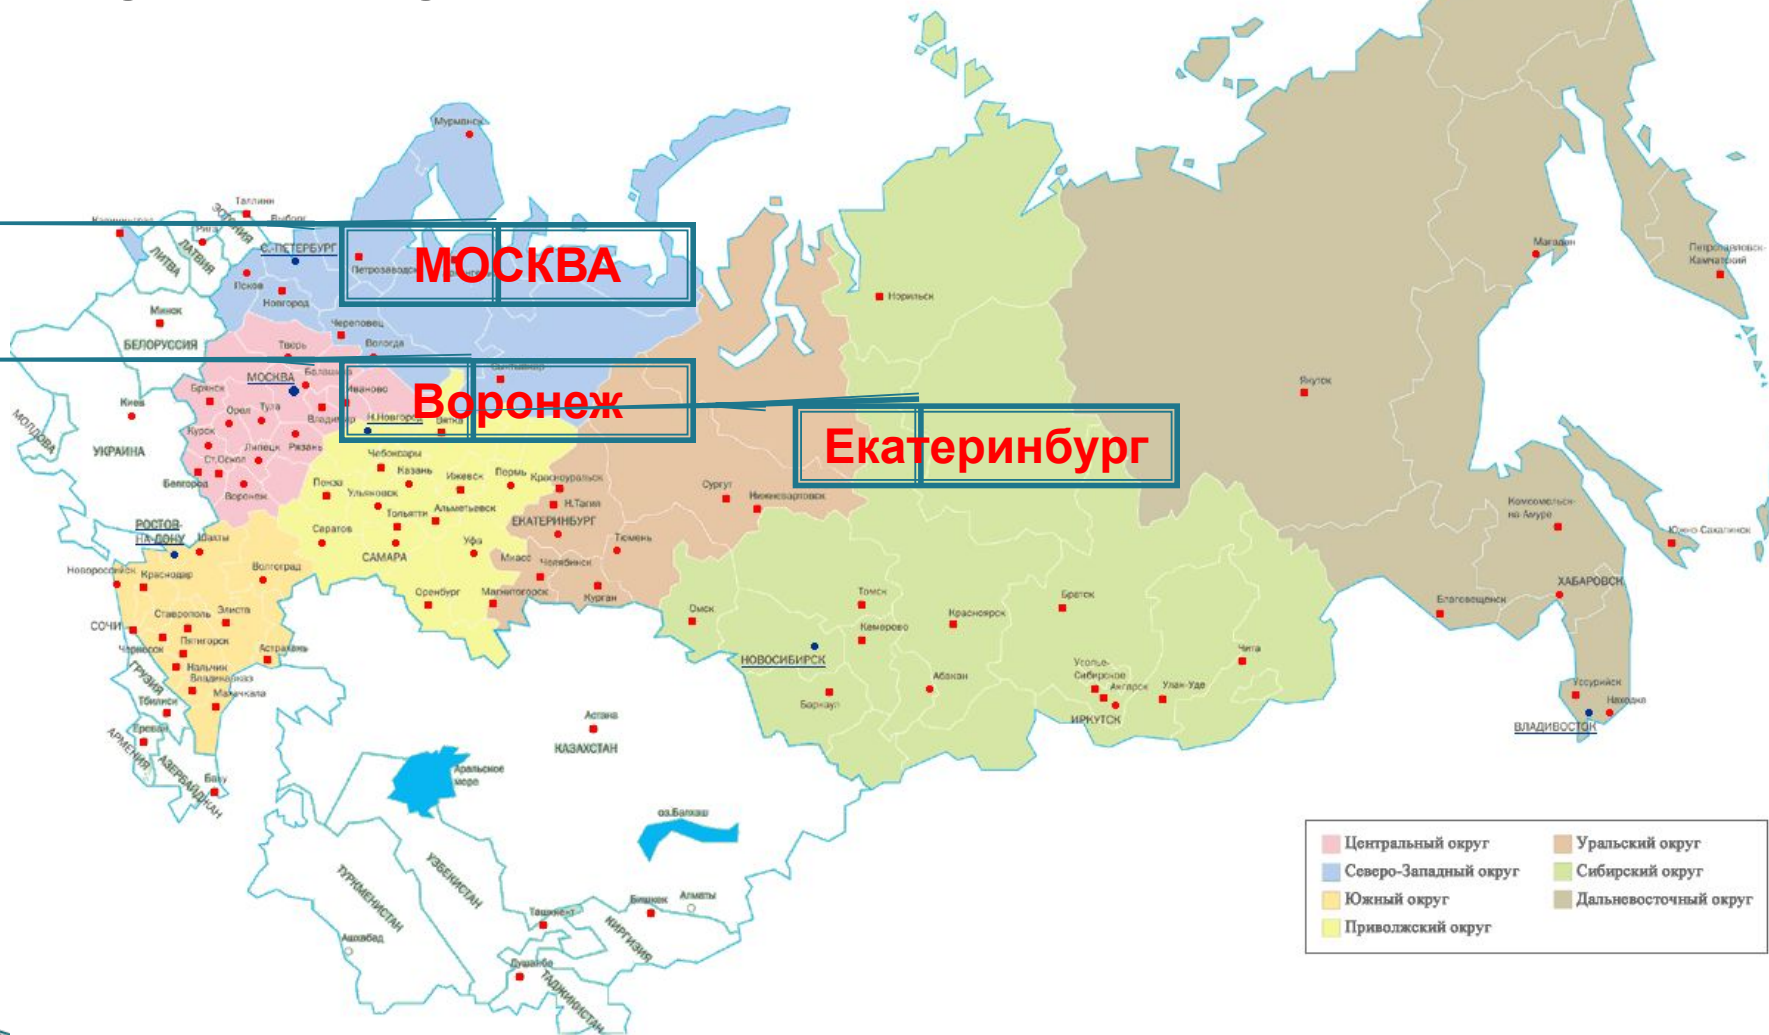 Мурманск
Таллинн
ЭСТОНИЯ
Выборг
Калининград
Рига
ЛАТВИЯ
ЛИТВА
С.-ПЕТЕРБУРГ
Петрозаводск
МОСКВА
Псков
Новгород
Норильск
Магадан
Петропавловск-
Камчатский
Минск
БЕЛОРУССИЯ
Череповец
Вологда
Тверь
МОСКВА
Балашиха
Сыктывкар
Якутск
Брянск
Иваново
Киев
Орел
Тула
Владимир
Н.Новгород
Вятка
Воронеж
Екатеринбург
МОЛДОВА
УКРАИНА
Курск
Липецк
Рязань
Ст.Оскол
Белгород
Воронеж
Чебоксары
Казань
Ижевск
Пермь
Красноуральск
Пенза
Ульяновск
Н.Тагил
Сургут
Нижневартовск
Тольятти
Альметьевск
ЕКАТЕРИНБУРГ
РОСТОВ-
НА-ДОНУ
Шахты
Саратов
САМАРА
Уфа
Тюмень
Комсомольск-
на-Амуре
Южно-Сахалинск
Новороссийск
Краснодар
Волгоград
Миасс
Челябинск
Оренбург
Магнитогорск
Курган
ХАБАРОВСК
Благовещенск
Ставрополь
Элиста
Омск
Томск
Братск
Красноярск
СОЧИ
Пятигорск
Кемерово
Черкесск
Астрахань
Нальчик
Владикавказ
Махачкала
ГРУЗИЯ
Тбилиси
НОВОСИБИРСК
Барнаул
Абакан
Усолье-
Сибирское
Ангарск
Улан-Уде
Чита
ИРКУТСК
Уссурийск
Находка
ВЛАДИВОСТОК
Ереван
АРМЕНИЯ
АЗЕРБАЙДЖАН
Баку
Астана
КАЗАХСТАН
Аральское
море
оз.Балхаш
ТУРКМЕНИСТАН
УЗБЕКИСТАН
Ашхабад
Ташкент
Бишкек
Алматы
КИРГИЗИЯ
Душанбе
ТАДЖИКИСТАН
Центральный округ
Северо-Западный округ
Южный округ
Приволжский округ
Уральский округ
Сибирский округ
Дальневосточный округ